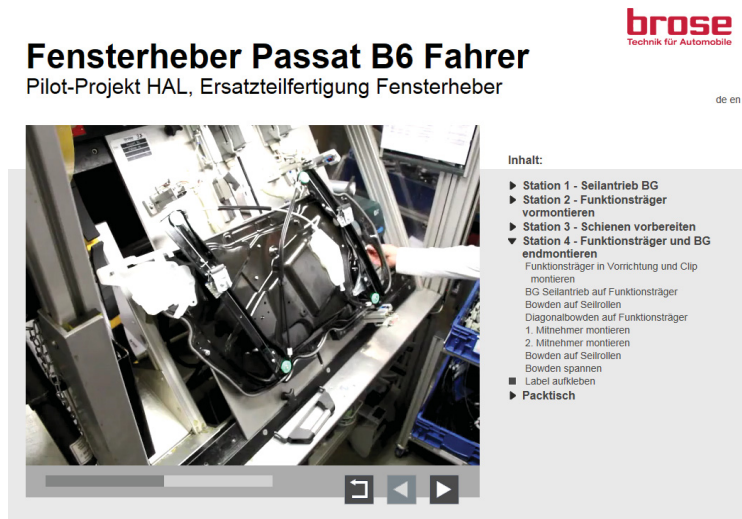 brose
Technik für Automobile
Fensterheber Passat B6 Fahrer
Pilot-Projekt HAL, Ersatzteilfertigung Fensterheber
de en
Inhalt:
Station 1 - Seilantrieb BG
Station 2 - Funktionsträger
vormontieren
Station 3 - Schienen vorbereiten
Station 4 - Funktionsträger und BG
endmontieren
Funktionsträger in Vorrichtung und Clip
montieren
BG Seilantrieb auf Funktionsträger
Bowden auf Seilrollen
Diagonalbowden auf Funktionsträger
1. Mitnehmer montieren
2. Mitnehmer montieren
Bowden auf Seilrollen
Bowden spannen
Label aufkleben
Packtisch